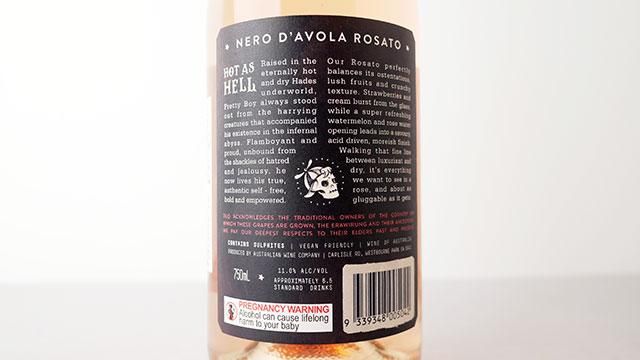 ★ NERO D'AVOLA ROSATO ★
HOT AS
HELL
Raised in the
eternally hot
and dry Hades
underworld,
Pretty Boy always stood
out from the harrying
creatures that accompanied
his existence in the infernal
abyss. Flamboyant and
proud, unbound from
the shackles of hatred
and jealousy, he
now lives his true,
authentic self - free,
bold and empowered.
Our Rosato perfectly
balances its ostentatious,
lush fruits and crunchy
texture. Strawberries and
cream burst from the glass,
while a super refreshing
watermelon and rose water
opening leads into a savoury,
acid driven, moreish finish.
Walking that fine line
between luxuriant and
dry, it's everything
we want to see in a
rose, and about as
gluggable as it gets.
ACKNOWLEDGES THE TRADITIONAL OWNERS OF THE COUNTRY
WHICH THESE GRAPES ARE GROWN, THE ERAWIRUNG AND THEIR ANCESTORS.
WE PAY OUR DEEPEST RESPECTS TO THEIR ELDERS PAST AND PRESENT.
CONTAINS SULPHITES | VEGAN FRIENDLY | WINE OF AUSTRALIA
PRODUCED BY AUSTRALIAN WINE COMPANY | CARLISLE RD, WESTBOURNE PARK SA 5041
750mL
11.0% ALC/VOL
APPROXIMATELY 6.5
STANDARD DRINKS
PREGNANCY WARNING
Alcohol can cause lifelong
harm to your baby
9 339348 005042